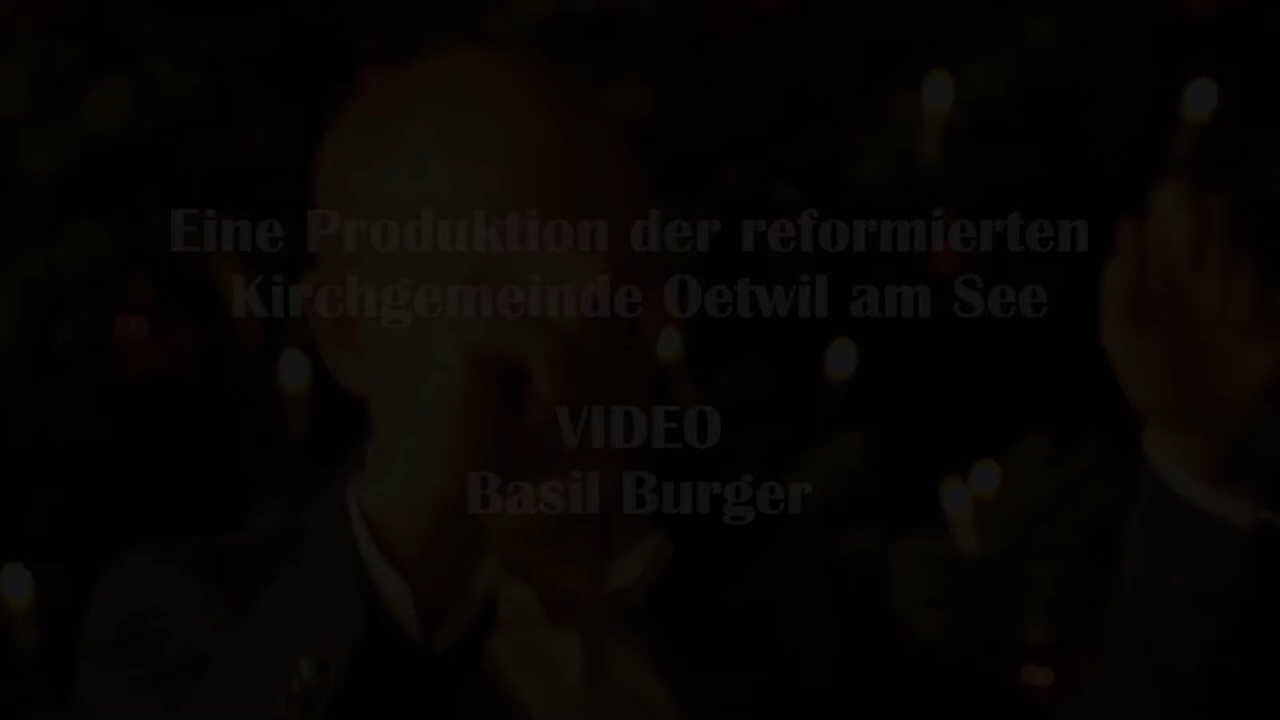 Eine Produktion der reformierten
Kirchgemeinde Oetwil am See
VIDEO
Basil Burger